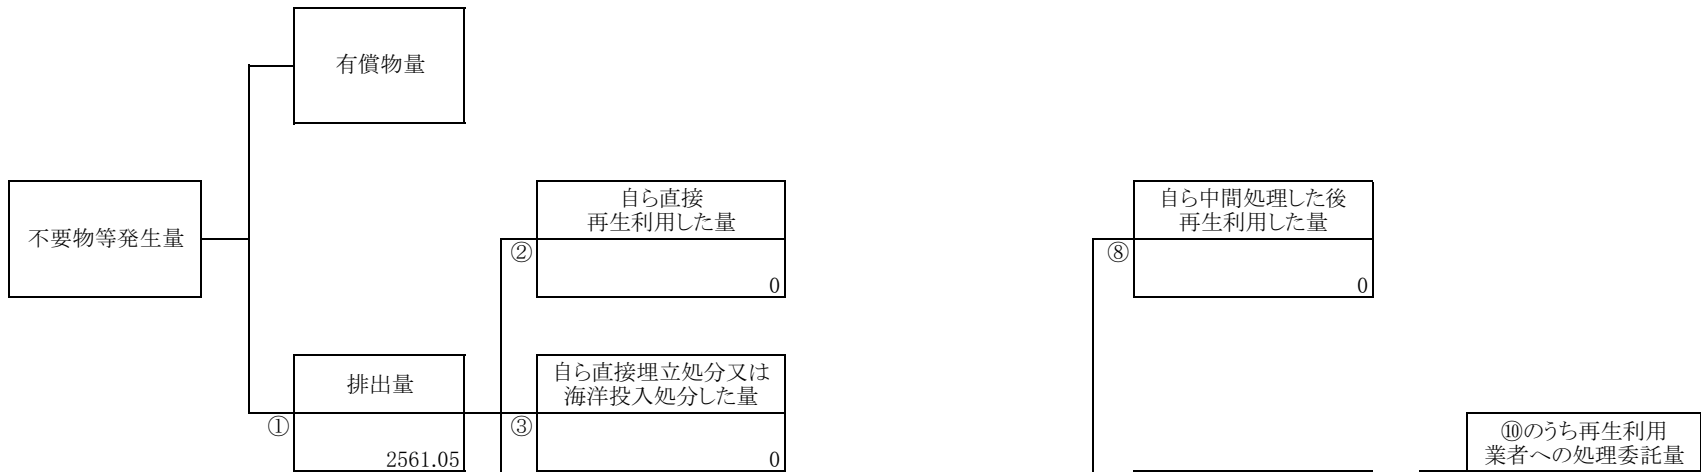 有償物量
不要物等発生量
自ら直接
再生利用した量
②
0
自ら中間処理した後
再生利用した量
⑧
0
排出量
①
2561.05
自ら直接埋立処分又は
海洋投入処分した量
③
0
⑩のうち再生利用
業者への処理委託量